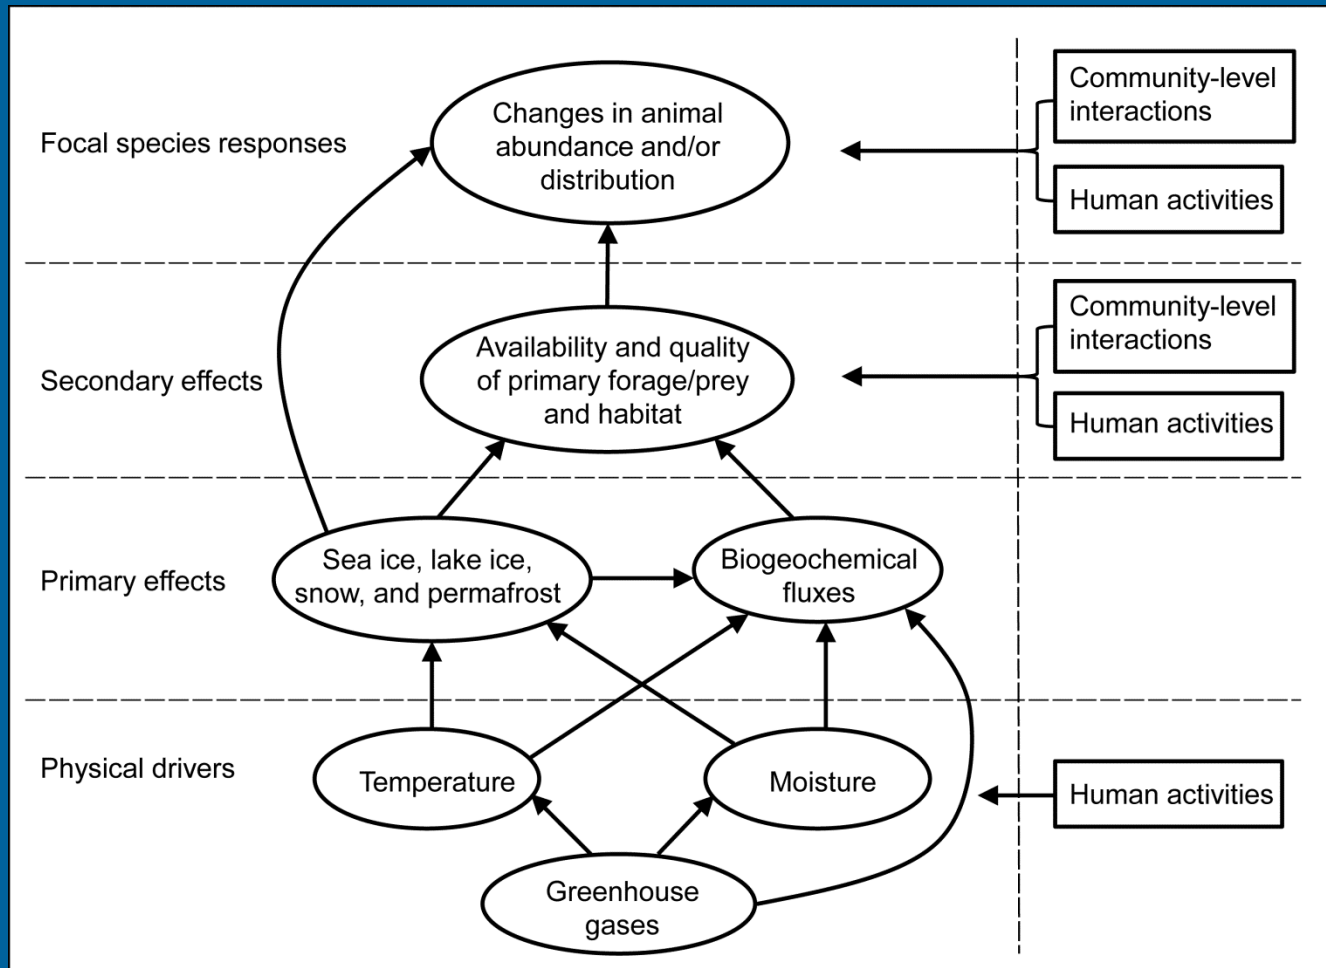 Focal species responses
Changes in animal
abundance and/or
distribution
Community-level
interactions
Human activities
Secondary effects
Availability and quality
of primary forage/prey
and habitat
Community-level
interactions
Human activities
Primary effects
Sea ice, lake ice,
snow, and permafrost
Biogeochemical
fluxes
Physical drivers
Temperature
Moisture
Human activities
Greenhouse
gases